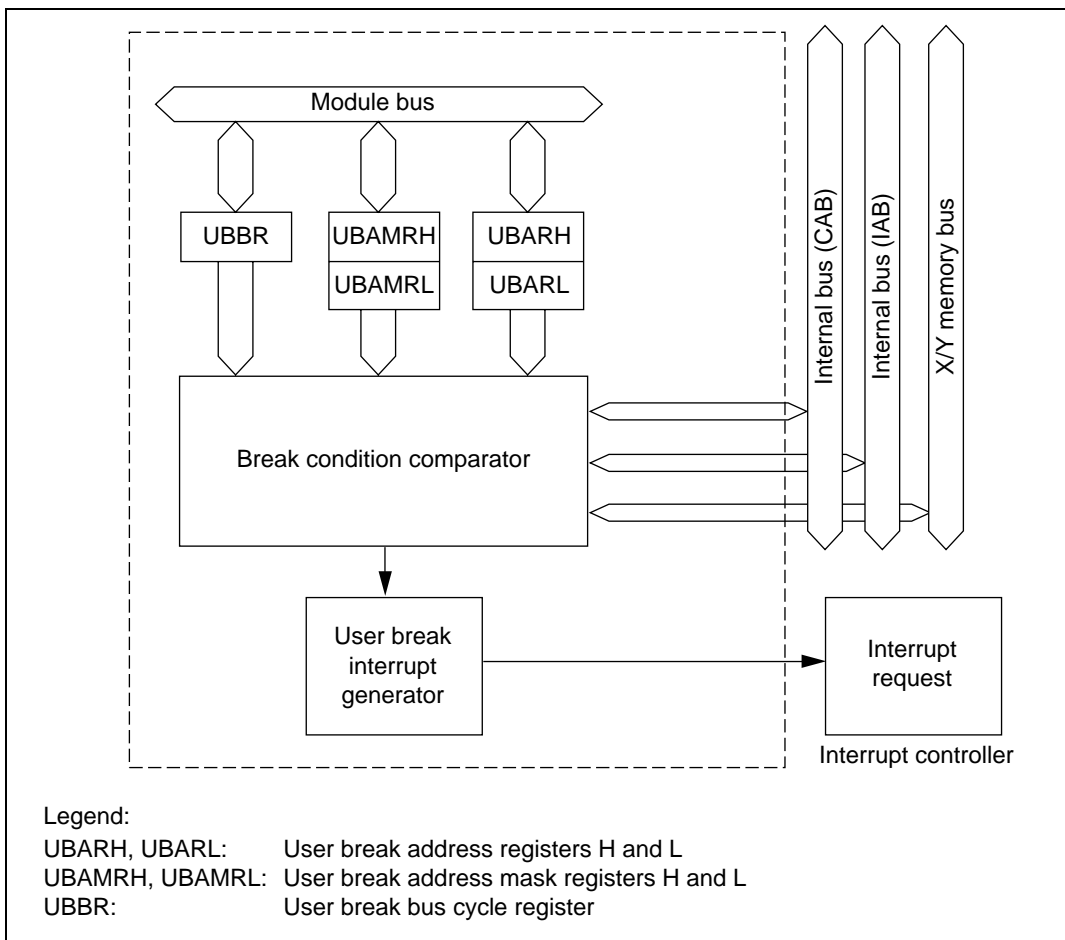 Module bus
UBBR
UBAMRH
UBARH
UBAMRL
UBARL
Internal bus (CAB)
Internal bus (IAB)
X/Y memory bus
Break condition comparator
User break
interrupt
generator
Interrupt
request
Interrupt controller
Legend:
UBARH, UBARL: User break address registers H and L
UBAMRH, UBAMRL: User break address mask registers H and L
UBBR: User break bus cycle register